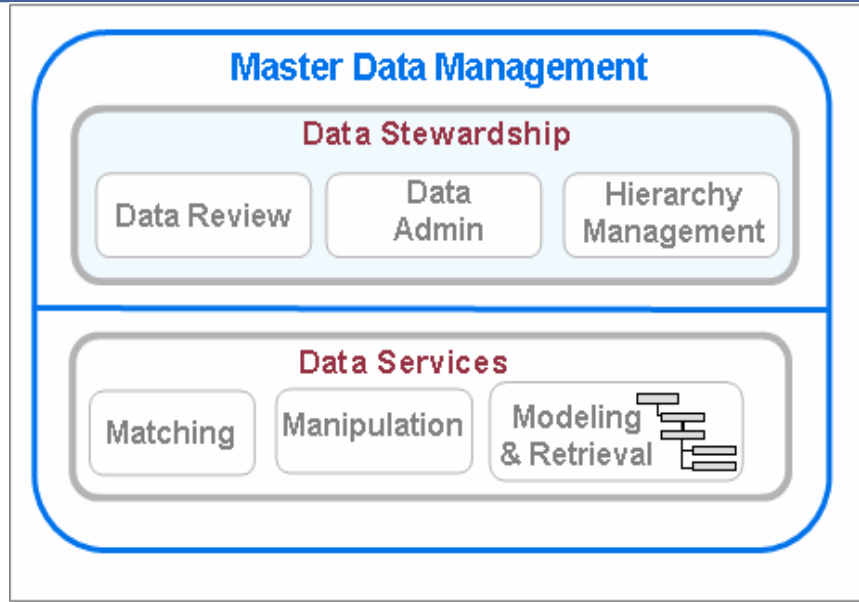 Master Data Management
Data Stewardship
Data Review
Data
Admin
Hierarchy
Management
Data Services
Matching
Manipulation
Modeling
& Retrieval